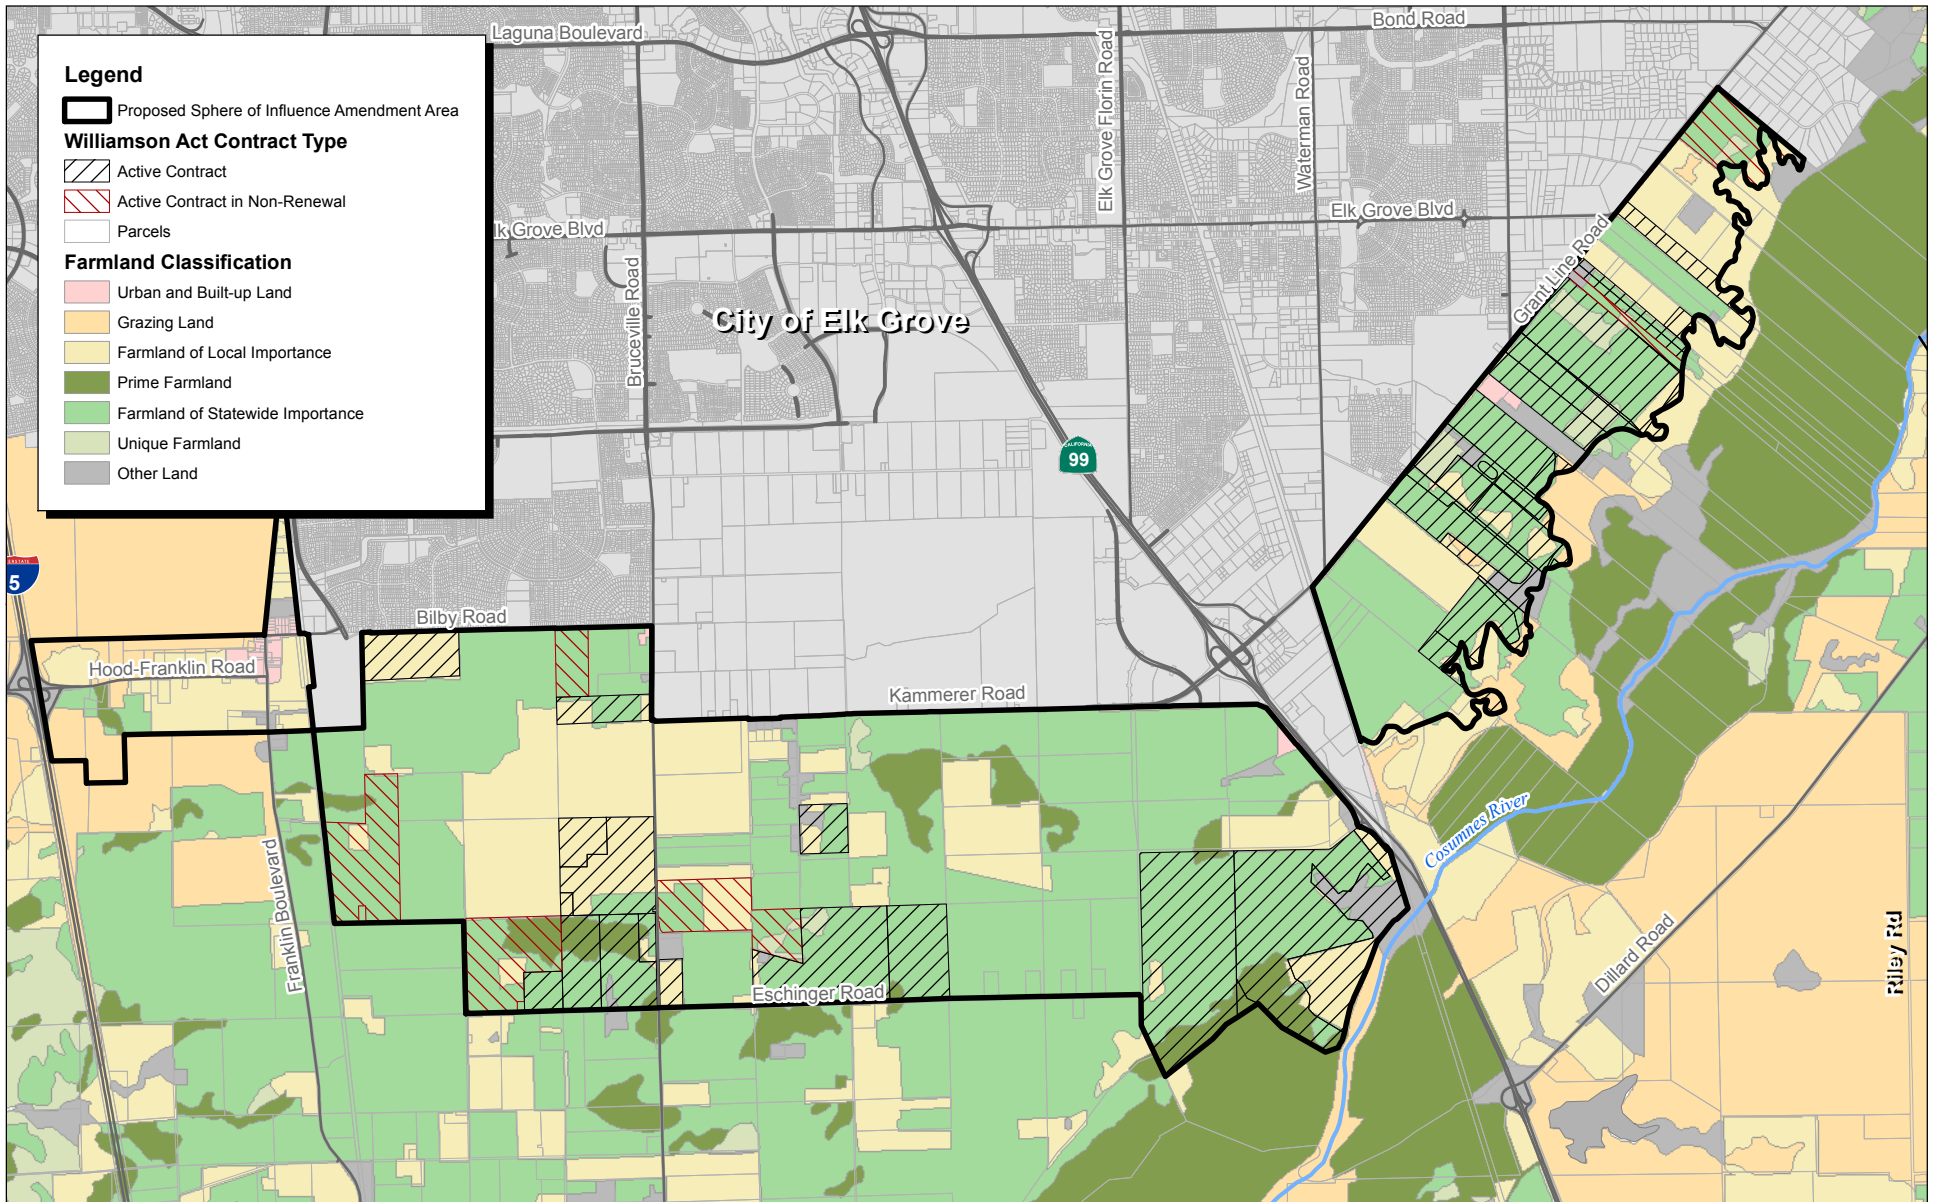 Legend
Proposed Sphere of Influence Amendment Area
Williamson Act Contract Type
Active Contract
Active Contract in Non-Renewal
Parcels
Farmland Classification
Urban and Built-up Land
Grazing Land
Farmland of Local Importance
Prime Farmland
Farmland of Statewide Importance
Unique Farmland
Other Land
Laguna Boulevard
Bond Road
Elk Grove Florin Road
Waterman Road
lk Grove Blvd
Elk Grove Blvd
Bruceville Road
Grant Line Road
City of Elk Grove
CALIFORNIA
99
5
Bilby Road
Hood-Franklin Road
Kammerer Road
Franklin Boulevard
Cosumnes River
Eschinger Road
Dillard Road
Riley Rd